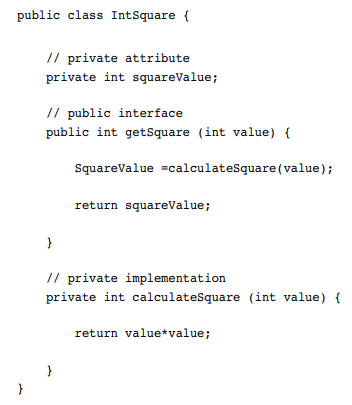 public class IntSquare {
// private attribute
private int squareValue;
// public interface
public int getSquare (int value) {
SquareValue =calculateSquare(value);
return squareValue;
}
// private implementation
private int calculateSquare (int value) {
return value*value;
}
}